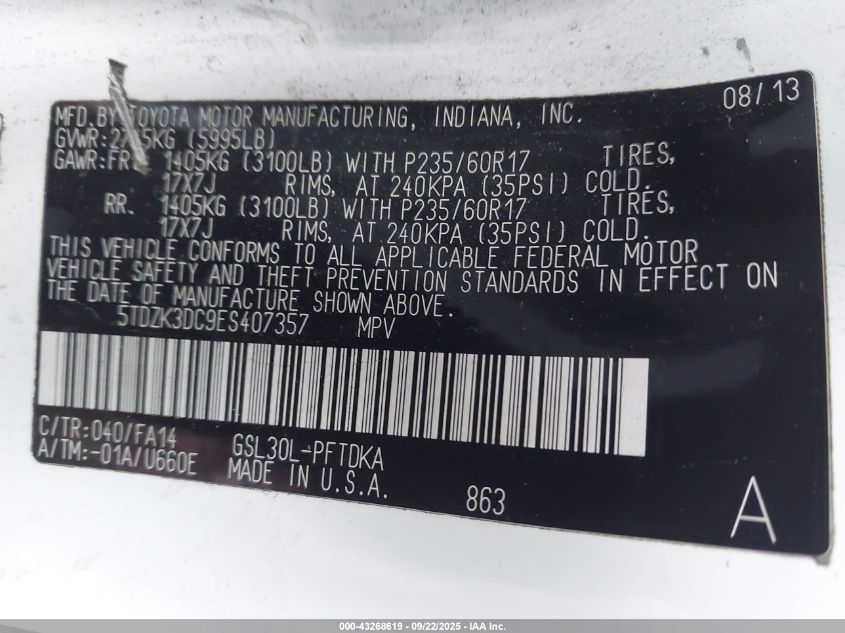 MFD. BY TOYOTA MOTOR MANUFACTURING, INDIANA, INC. 08/13
GVWR: KG (5995LB)
GAWR: FR. 1405KG (3100LB) WITH P235/60R17 TIRES,
17X7J RIMS, AT 240KPA (35PSI) COLD.
RR. 1405KG (3100LB) WITH P235/60R17 TIRES,
17X7J RIMS, AT 240KPA (35PSI) COLD.
THIS VEHICLE CONFORMS TO ALL APPLICABLE FEDERAL MOTOR
VEHICLE SAFETY AND THEFT PREVENTION STANDARDS IN EFFECT ON
THE DATE OF MANUFACTURE SHOWN ABOVE.
5TDZK3DC9ES407357 MPV
C/TR:040/FA14 GSL30L-PFTDKA
A/TM:-01A/U660E MADE IN U.S.A.
863 A
000-43268619 - 09/22/2025 - IAA Inc.